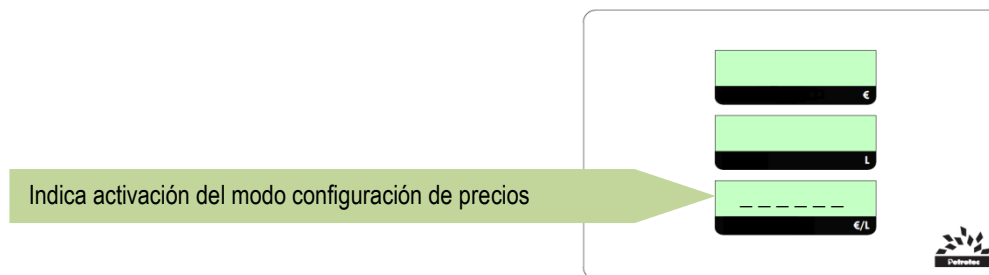 €
L
Indica activación del modo configuración de precios
_ _ _ _ _ _
€/L
Petrotec